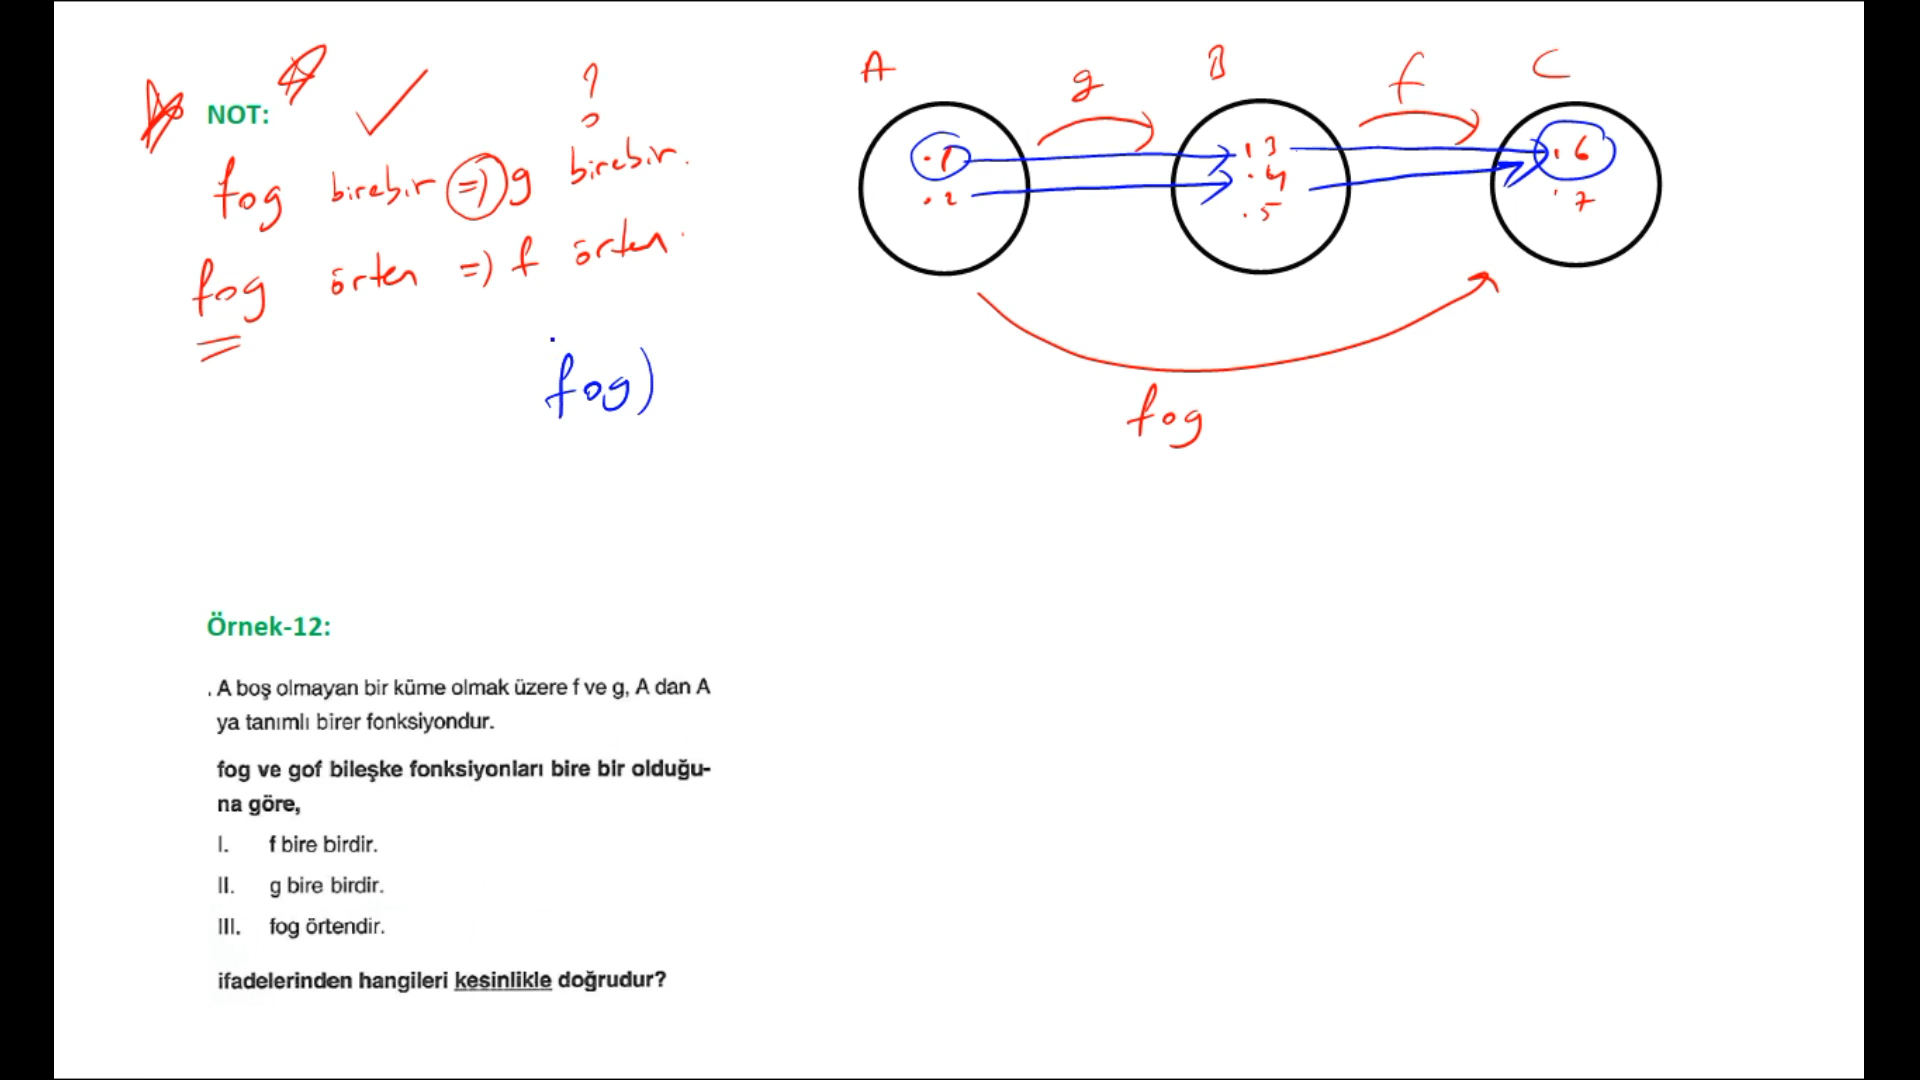 NOT:
?
fog birebir => g birebir.
fog örten => f örten.
fog)
A g B f C
. 1
. 2
. 3
. 4
. 5
. 6
. 7
fog
Örnek-12:
. A boş olmayan bir küme olmak üzere f ve g, A dan A
ya tanımlı birer fonksiyondur.
fog ve gof bileşke fonksiyonları bire bir olduğu-
na göre,
I. f bire birdir.
II. g bire birdir.
III. fog örtendir.
ifadelerinden hangileri kesinlikle doğrudur?